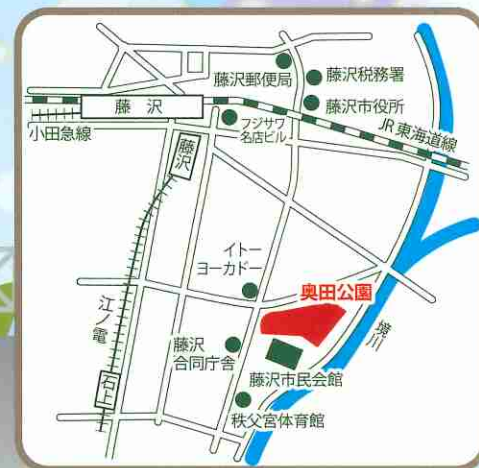 藤沢郵便局
藤沢税務署
藤沢市役所
藤沢
フジサワ
名店ビル
JR東海道線
小田急線
藤沢
イトー
ヨーカドー
奥田公園
江ノ電
境川
藤沢
合同庁舎
藤沢市民会館
石上
秩父宮体育館